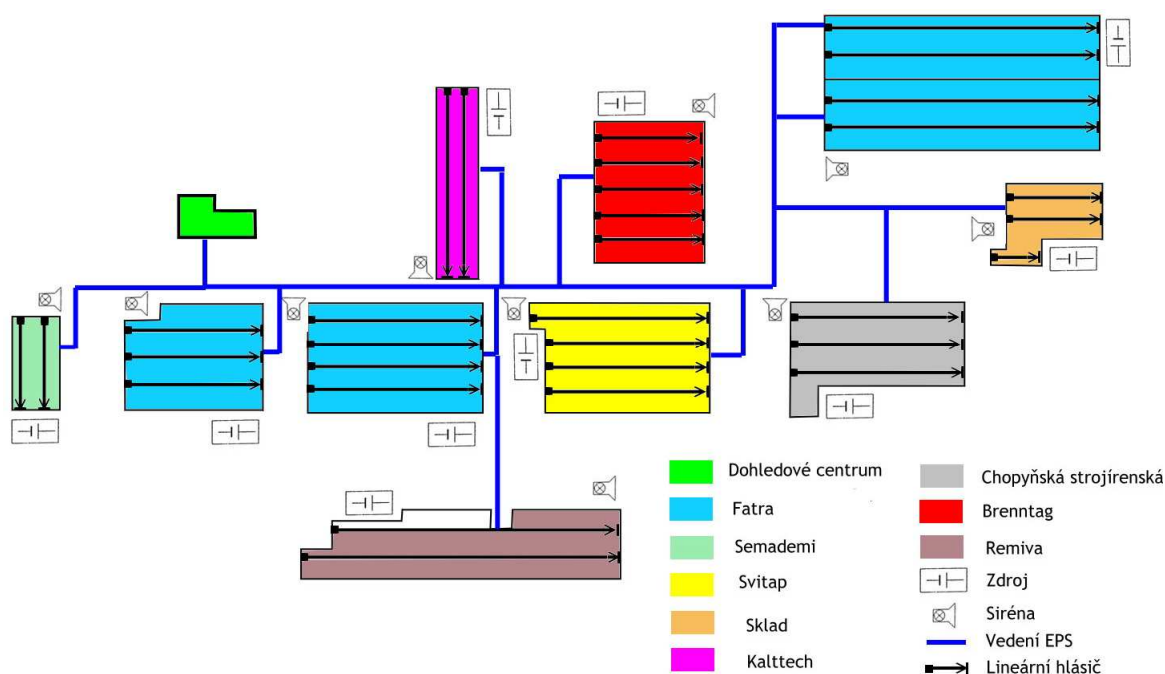 Dohledové centrum
Fatra
Semademi
Svitap
Sklad
Kalttech
Chopyňská strojírenská
Brenntag
Remiva
Zdroj
Siréna
Vedení EPS
Lineární hlásič